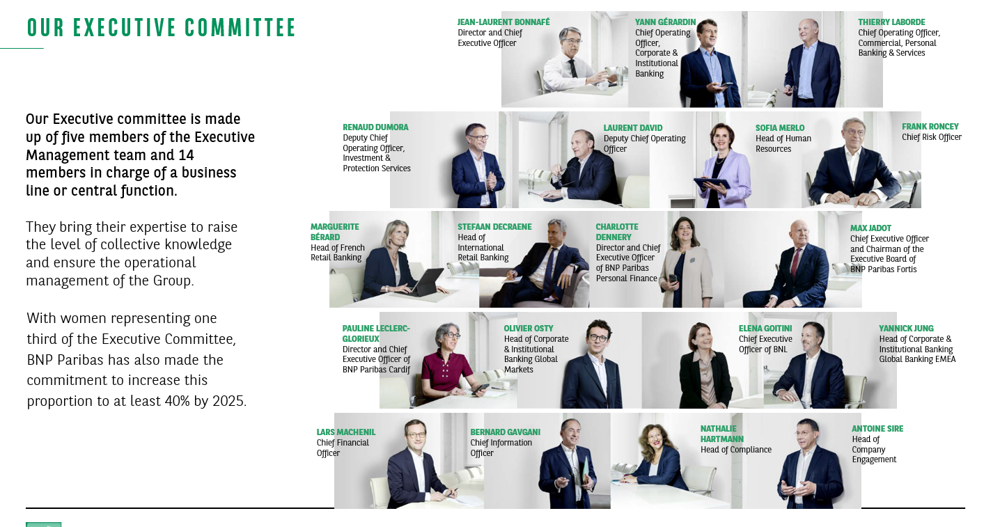 OUR EXECUTIVE COMMITTEE
Our Executive committee is made
up of five members of the Executive
Management team and 14
members in charge of a business
line or central function.
They bring their expertise to raise
the level of collective knowledge
and ensure the operational
management of the Group.
With women representing one
third of the Executive Committee,
BNP Paribas has also made the
commitment to increase this
proportion to at least 40% by 2025.
JEAN-LAURENT BONNAFÉ
Director and Chief
Executive Officer
YANN GÉRARDIN
Chief Operating
Officer,
Corporate &
Institutional
Banking
THIERRY LABORDE
Chief Operating Officer,
Commercial, Personal
Banking & Services
RENAUD DUMORA
Deputy Chief
Operating Officer,
Investment &
Protection Services
LAURENT DAVID
Deputy Chief Operating
Officer
SOFIA MERLO
Head of Human
Resources
FRANK RONCEY
Chief Risk Officer
MARGUERITE
BÉRARD
Head of French
Retail Banking
STEFAAN DECRAENE
Head of
International
Retail Banking
CHARLOTTE
DENNERY
Director and Chief
Executive Officer
of BNP Paribas
Personal Finance
MAX JADOT
Chief Executive Officer
and Chairman of the
Executive Board of
BNP Paribas Fortis
PAULINE LECLERC-
GLORIEUX
Director and Chief
Executive Officer of
BNP Paribas Cardif
OLIVIER OSTY
Head of Corporate
& Institutional
Banking Global
Markets
ELENA GOITINI
Chief Executive
Officer of BNL
YANNICK JUNG
Head of Corporate &
Institutional Banking
Global Banking EMEA
LARS MACHENIL
Chief Financial
Officer
BERNARD GAVGANI
Chief Information
Officer
NATHALIE
HARTMANN
Head of Compliance
ANTOINE SIRE
Head of
Company
Engagement